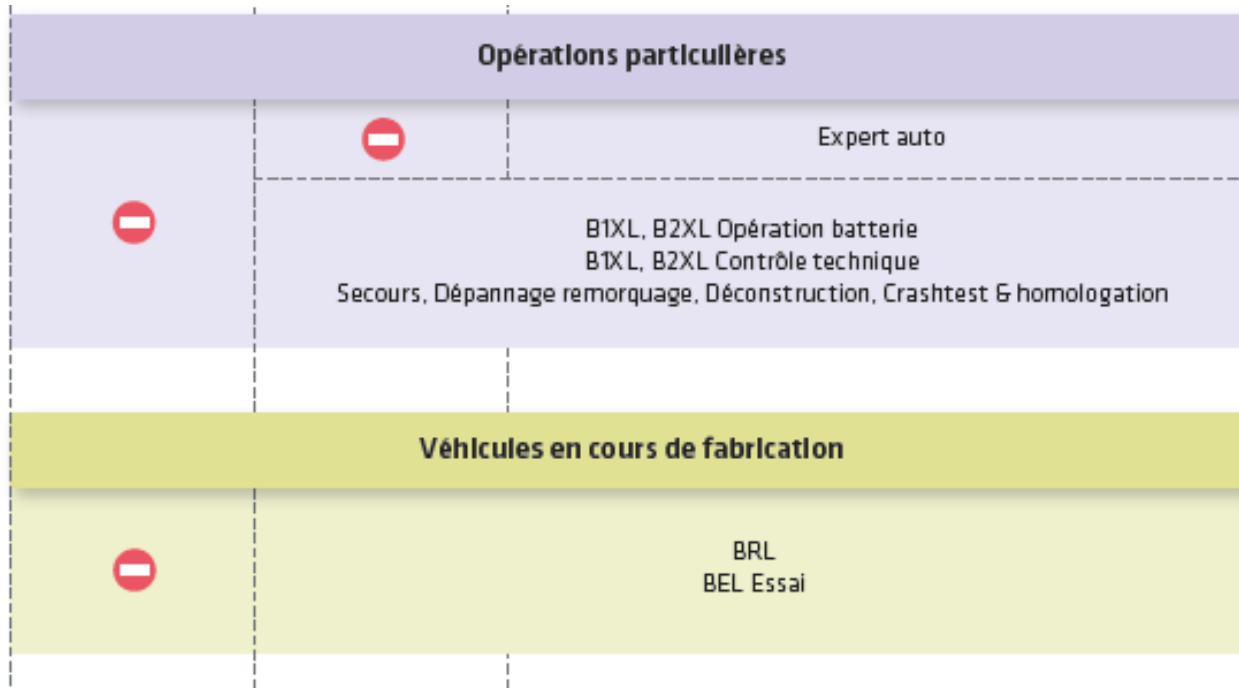 Opérations particulières
Expert auto
B1XL, B2XL Opération batterie
B1XL, B2XL Contrôle technique
Secours, Dépannage remorquage, Déconstruction, Crashtest & homologation
Véhicules en cours de fabrication
BRL
BEL Essai